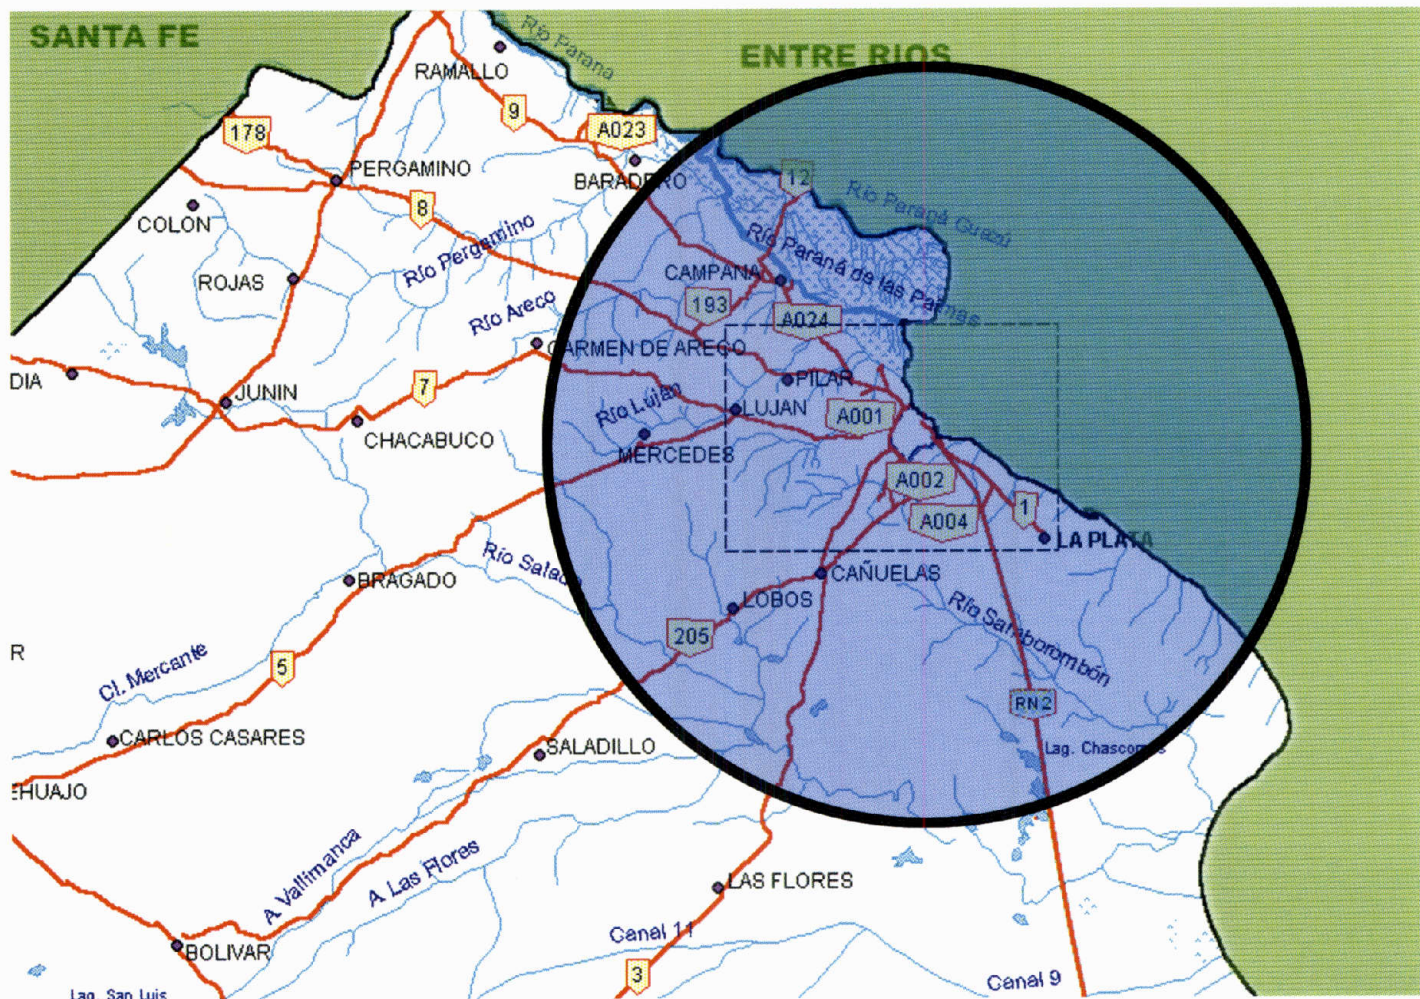 SANTA FE
Río Parana
ENTRE RIOS
RAMALLO
9
178
A023
PERGAMINO
BARADERO
12
8
COLON
Río Paraná Guazú
Río Pergamino
Río Paraná de las Palmas
ROJAS
CAMPANA
193
A024
Río Areco
CARMEN DE ARECO
DIA
7
PILAR
JUNIN
Río Luján
LUJAN
A001
CHACABUCO
MERCEDES
A002
A004
1
LA PLATA
Río Salado
BRAGADO
CAÑUELAS
LOBOS
Río Samborombón
205
R
Cl. Mercante
5
RN2
CARLOS CASARES
SALADILLO
Lag. Chascomús
EHUAJO
A Vallimanca
A Las Flores
LAS FLORES
BOLIVAR
Canal 11
3
Canal 9
Lag. San Luis